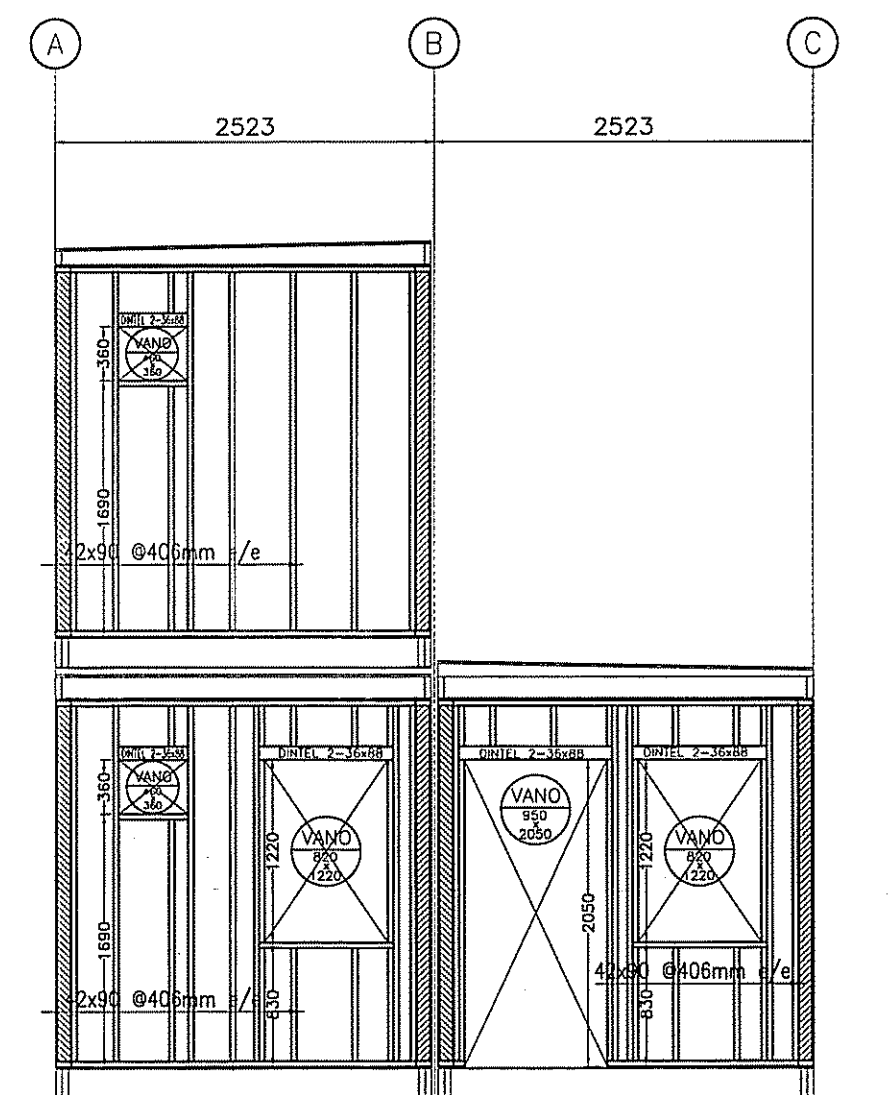 A B C
2523 2523
DINTEL 2-36x88
VANO
360
x
360
1690
42x90 @406mm e/e
DINTEL 2-36x88
VANO
360
x
360
1690
42x90 @406mm e/e
DINTEL 2-36x88
VANO
820
x
1220
1220
830
DINTEL 2-36x88
VANO
950
x
2050
2050
DINTEL 2-36x88
VANO
820
x
1220
1220
42x90 @406mm e/e
830